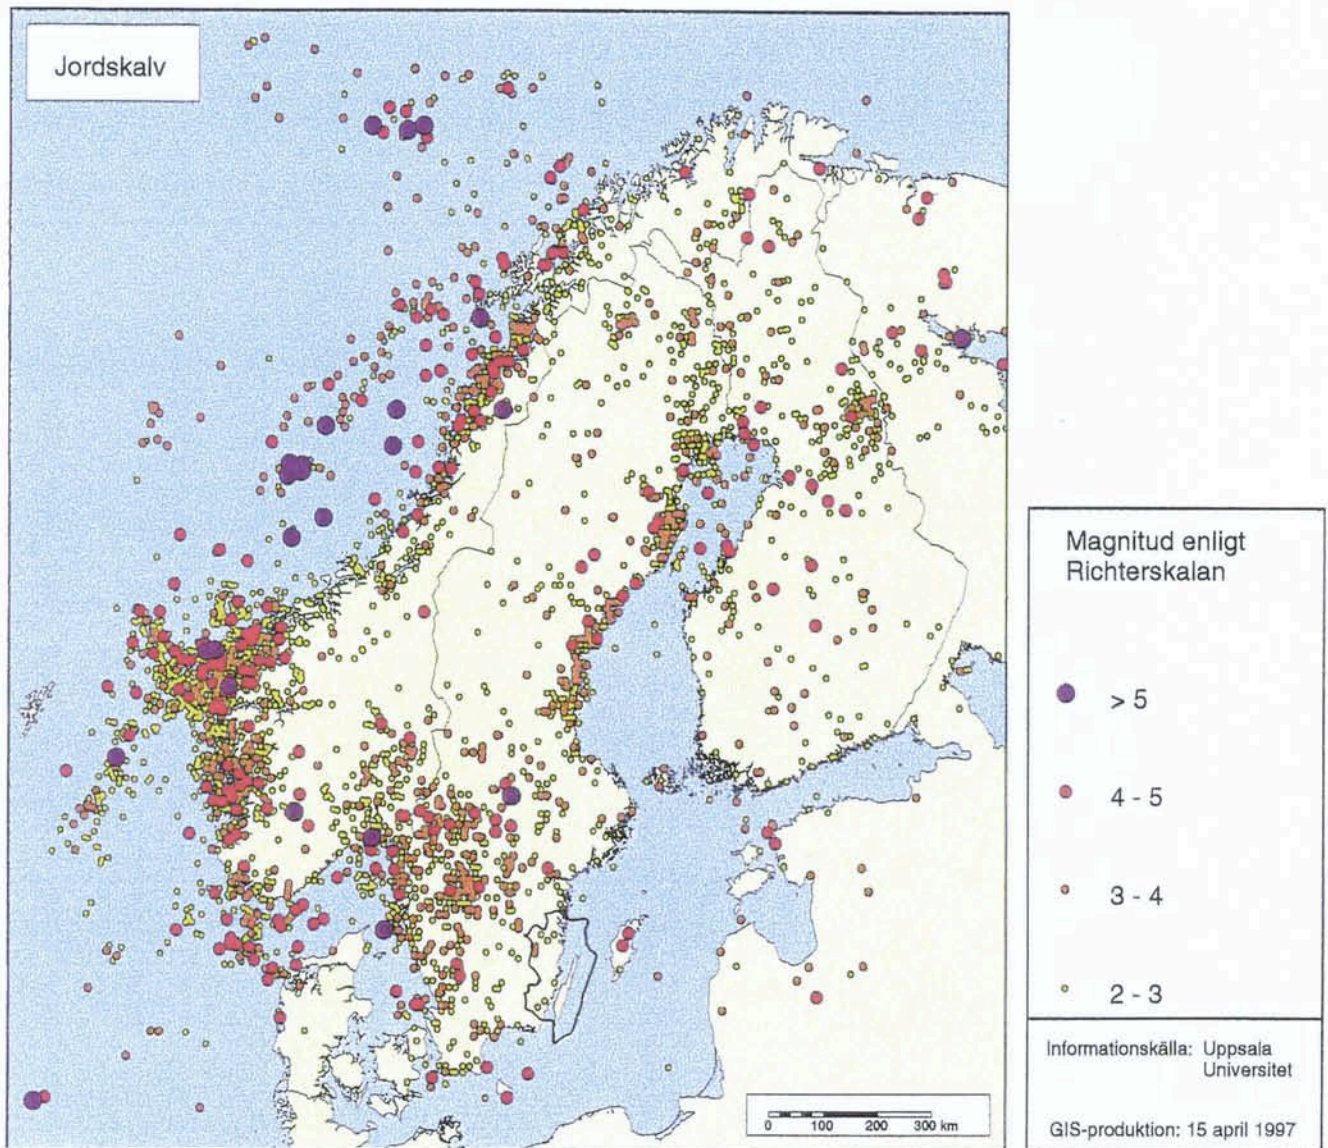 Jordskalv
Magnitud enligt
Richterskalan
> 5
4 - 5
3 - 4
2 - 3
0 100 200 300 km
Informationskälla: Uppsala
Universitet
GIS-produktion: 15 april 1997